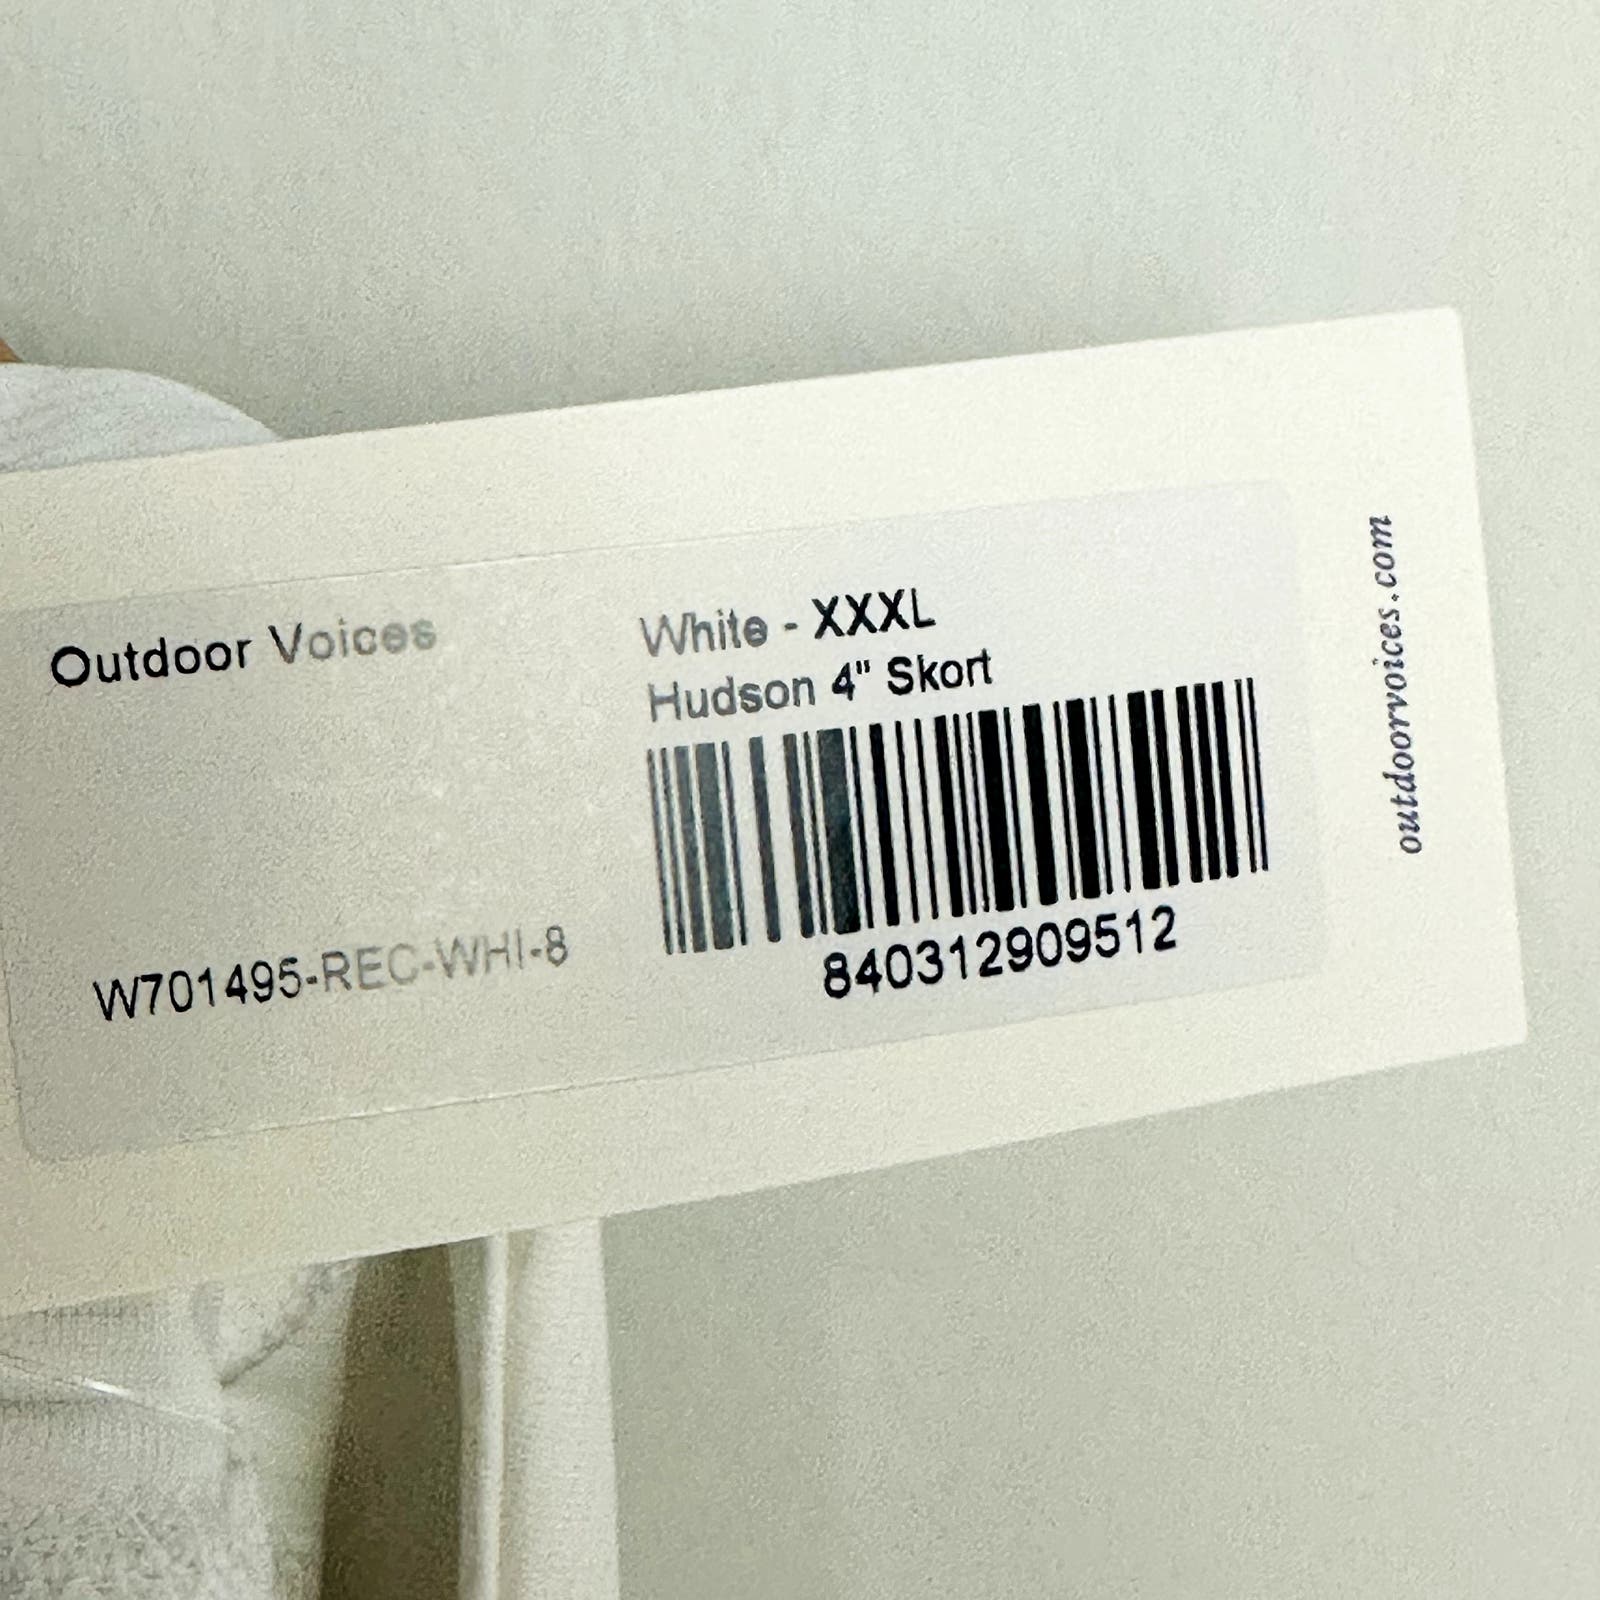 Outdoor Voices
White - XXXL
Hudson 4" Skort
W701495-REC-WHI-8
840312909512
outdoorvoices.com